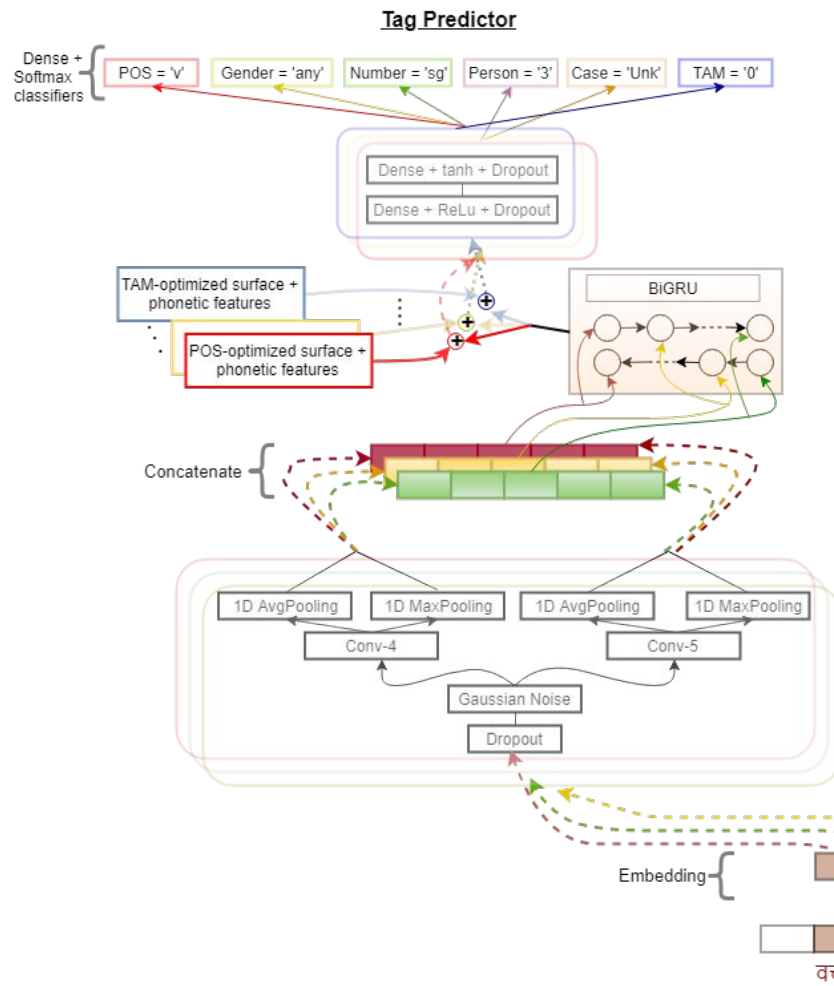 Tag Predictor
Dense +
Softmax
classifiers
POS = 'v'
Gender = 'any'
Number = 'sg'
Person = '3'
Case = 'Unk'
TAM = '0'
Dense + tanh + Dropout
Dense + ReLu + Dropout
TAM-optimized surface +
phonetic features
POS-optimized surface +
phonetic features
BiGRU
Concatenate
1D AvgPooling
1D MaxPooling
1D AvgPooling
1D MaxPooling
Conv-4
Conv-5
Gaussian Noise
Dropout
Embedding